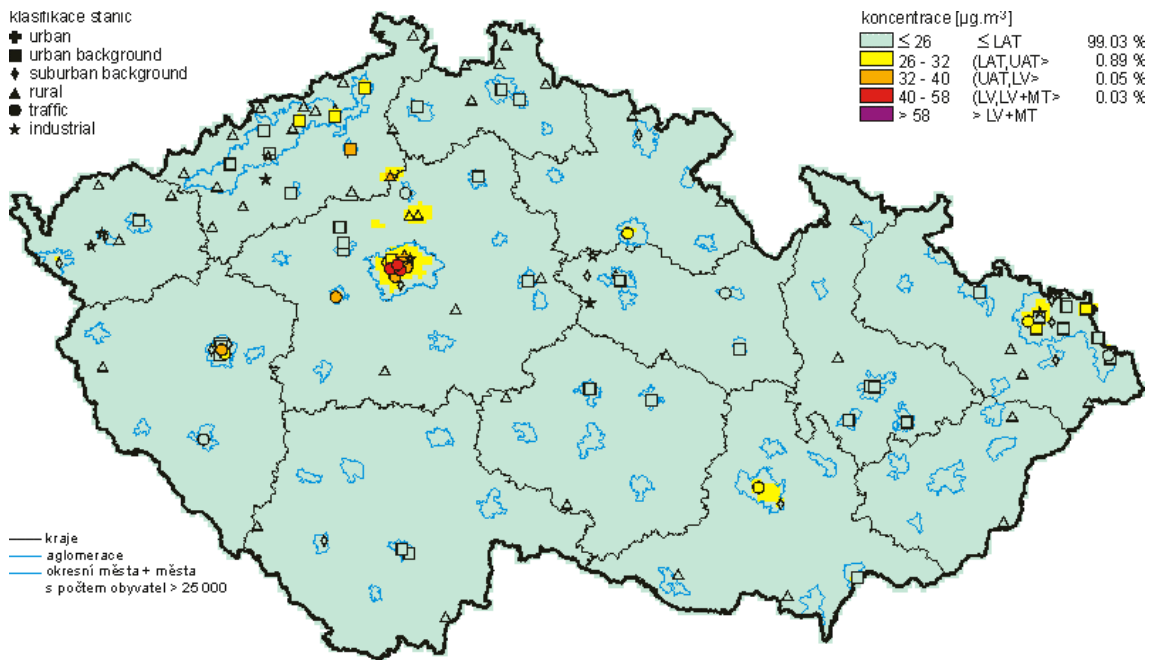 klasifikace stanic
urban
urban background
suburban background
rural
traffic
industrial
koncentrace [µg.m³]
≤ 26 ≤ LAT 99.03 %
26 - 32 (LAT,UAT> 0.89 %
32 - 40 (UAT,LV> 0.05 %
40 - 58 (LV,LV+MT> 0.03 %
> 58 > LV+MT
kraje
aglomerace
okresní města + města
s počtem obyvatel > 25 000